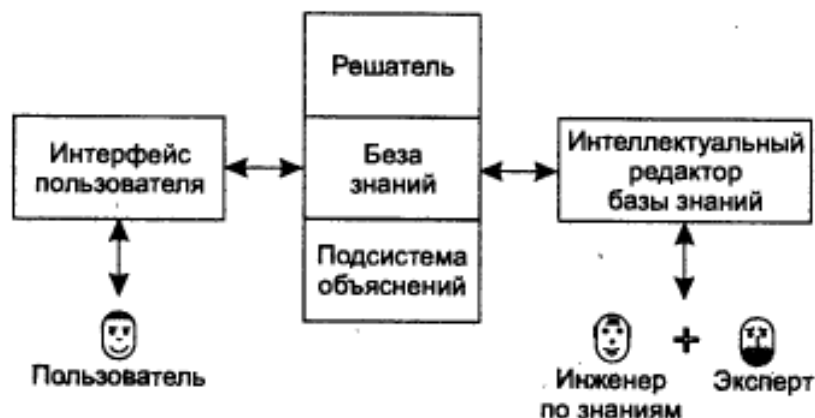 Решатель
Интерфейс
пользователя
Беза
знаний
Интеллектуальный
редактор
базы знаний
Подсистема
объяснений
Пользователь
Инженер
по знаниям
Эксперт